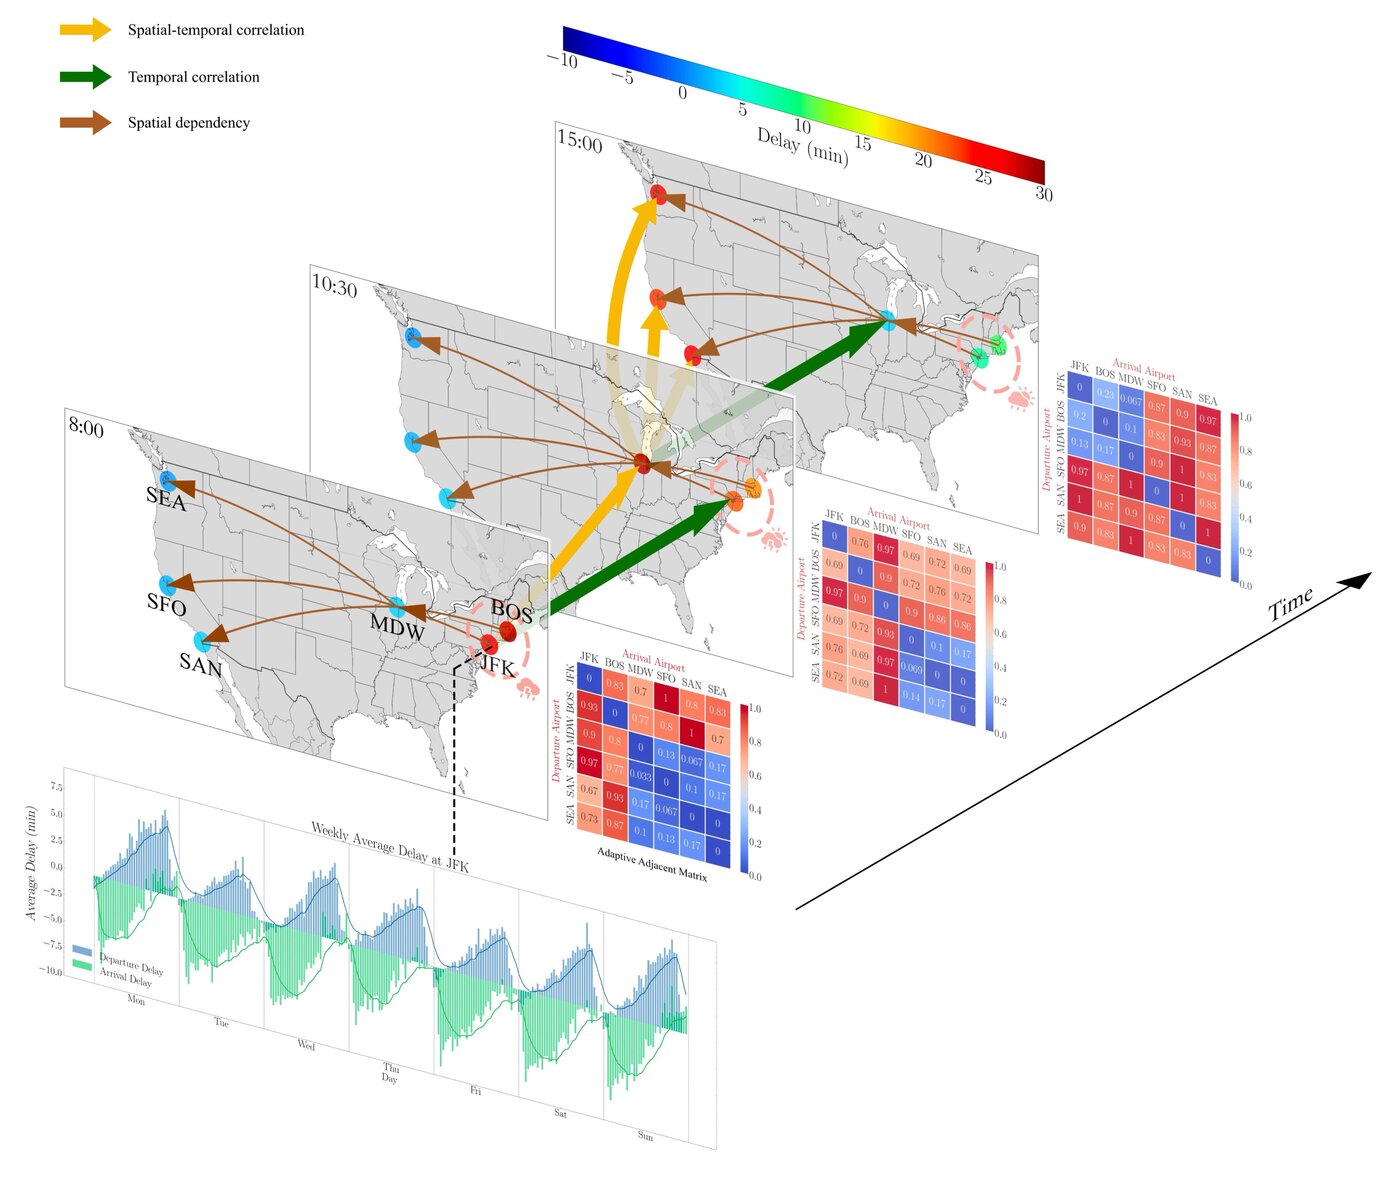 Spatial-temporal correlation
Temporal correlation
Spatial dependency
−10 −5 0 5 10 15 20 25 30
Delay (min)
15:00
10:30
8:00
SEA
SFO
SAN
MDW
BOS
JFK
Arrival Airport
JFK BOS MDW SFO SAN SEA
Departure Airport
JFK 0 0.23 0.067 0.87 0.9 0.97
BOS 0.2 0 0.1 0.83 0.93 0.87
MDW 0.13 0.17 0 0.9 1 0.83
SFO 0.97 0.87 1 0 1 0.83
SAN 1 0.87 0.9 0.87 0 1
SEA 0.9 0.83 1 0.83 0.83 0
1.0
0.8
0.6
0.4
0.2
0.0
Arrival Airport
JFK BOS MDW SFO SAN SEA
Departure Airport
JFK 0 0.76 0.97 0.69 0.72 0.69
BOS 0.69 0 0.9 0.72 0.76 0.72
MDW 0.97 0.9 0 0.9 0.86 0.86
SFO 0.69 0.72 0.93 0 0.1 0.17
SAN 0.76 0.69 0.97 0.069 0 0
SEA 0.72 0.69 1 0.14 0.17 0
1.0
0.8
0.6
0.4
0.2
0.0
Time
Arrival Airport
JFK BOS MDW SFO SAN SEA
Departure Airport
JFK 0 0.83 0.7 1 0.8 0.83
BOS 0.93 0 0.77 0.8 1 0.7
MDW 0.9 0.8 0 0.13 0.067 0.17
SFO 0.97 0.77 0.033 0 0.1 0.17
SAN 0.67 0.93 0.17 0.067 0 0
SEA 0.73 0.87 0.1 0.13 0.17 0
1.0
0.8
0.6
0.4
0.2
0.0
Adaptive Adjacent Matrix
Weekly Average Delay at JFK
Average Delay (min)
7.5
5.0
2.5
0.0
−2.5
−5.0
−7.5
−10.0
Departure Delay
Arrival Delay
Mon Tue Wed Thu Fri Sat Sun
Day